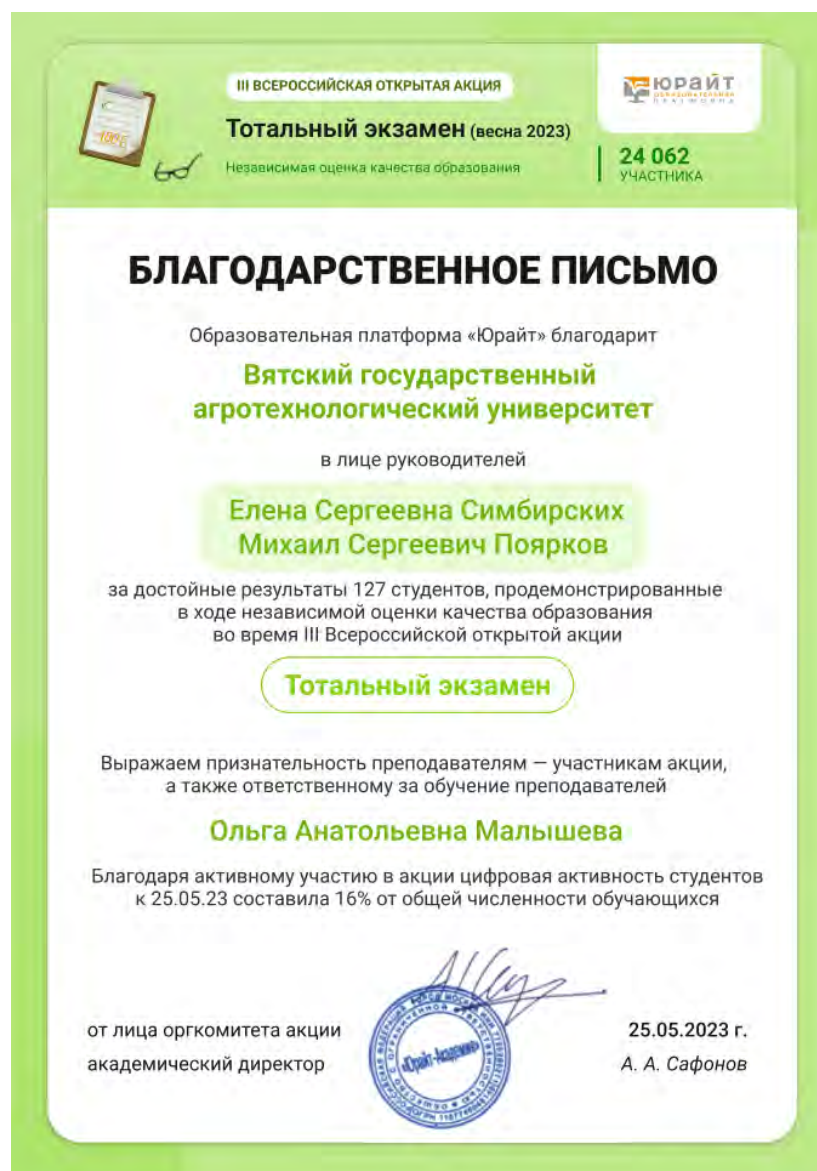 III ВСЕРОССИЙСКАЯ ОТКРЫТАЯ АКЦИЯ
Тотальный экзамен (весна 2023)
Независимая оценка качества образования
юрайт
ОБРАЗОВАТЕЛЬНАЯ
ПЛАТФОРМА
24 062
УЧАСТНИКА
БЛАГОДАРСТВЕННОЕ ПИСЬМО
Образовательная платформа «Юрайт» благодарит
Вятский государственный
агротехнологический университет
в лице руководителей
Елена Сергеевна Симбирских
Михаил Сергеевич Поярков
за достойные результаты 127 студентов, продемонстрированные
в ходе независимой оценки качества образования
во время III Всероссийской открытой акции
Тотальный экзамен
Выражаем признательность преподавателям — участникам акции,
а также ответственному за обучение преподавателей
Ольга Анатольевна Малышева
Благодаря активному участию в акции цифровая активность студентов
к 25.05.23 составила 16% от общей численности обучающихся
от лица оргкомитета акции
академический директор
«Юрайт-Академия»
25.05.2023 г.
А. А. Сафонов